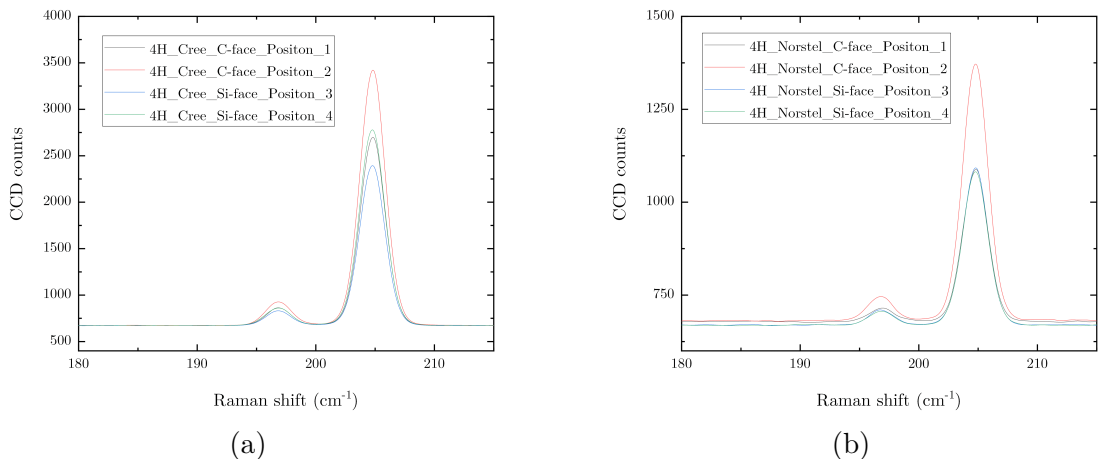 4000
3500
3000
2500
2000
1500
1000
500
CCD counts
4H_Cree_C-face_Positon_1
4H_Cree_C-face_Positon_2
4H_Cree_Si-face_Positon_3
4H_Cree_Si-face_Positon_4
180 190 200 210
Raman shift (cm-1)
(a)
1500
1250
1000
750
CCD counts
4H_Norstel_C-face_Positon_1
4H_Norstel_C-face_Positon_2
4H_Norstel_Si-face_Positon_3
4H_Norstel_Si-face_Positon_4
180 190 200 210
Raman shift (cm-1)
(b)